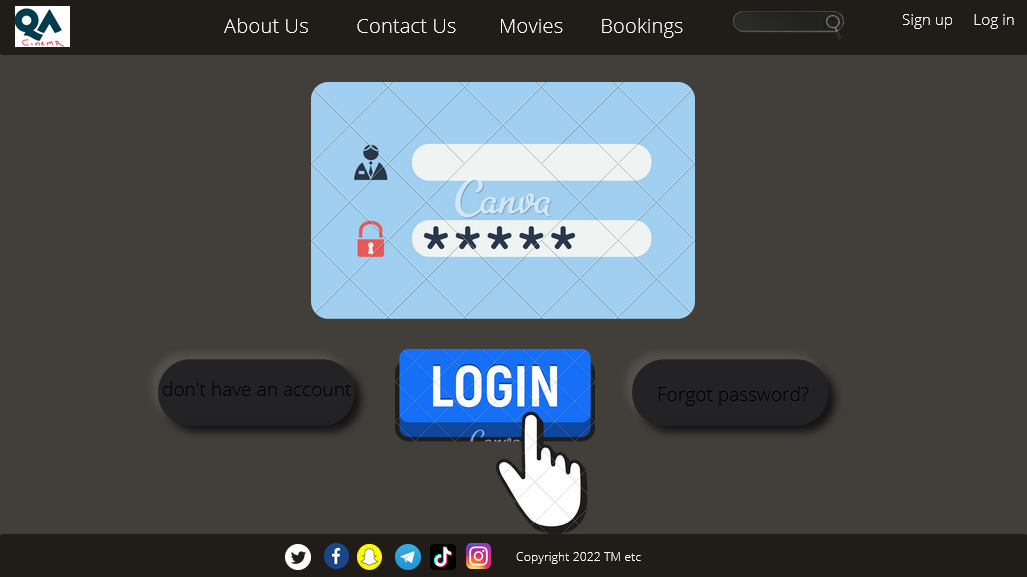 QA
Cinema
About Us
Contact Us
Movies
Bookings
Sign up
Log in
Canva
*****
don't have an account
LOGIN
Canva
Forgot password?
Copyright 2022 TM etc